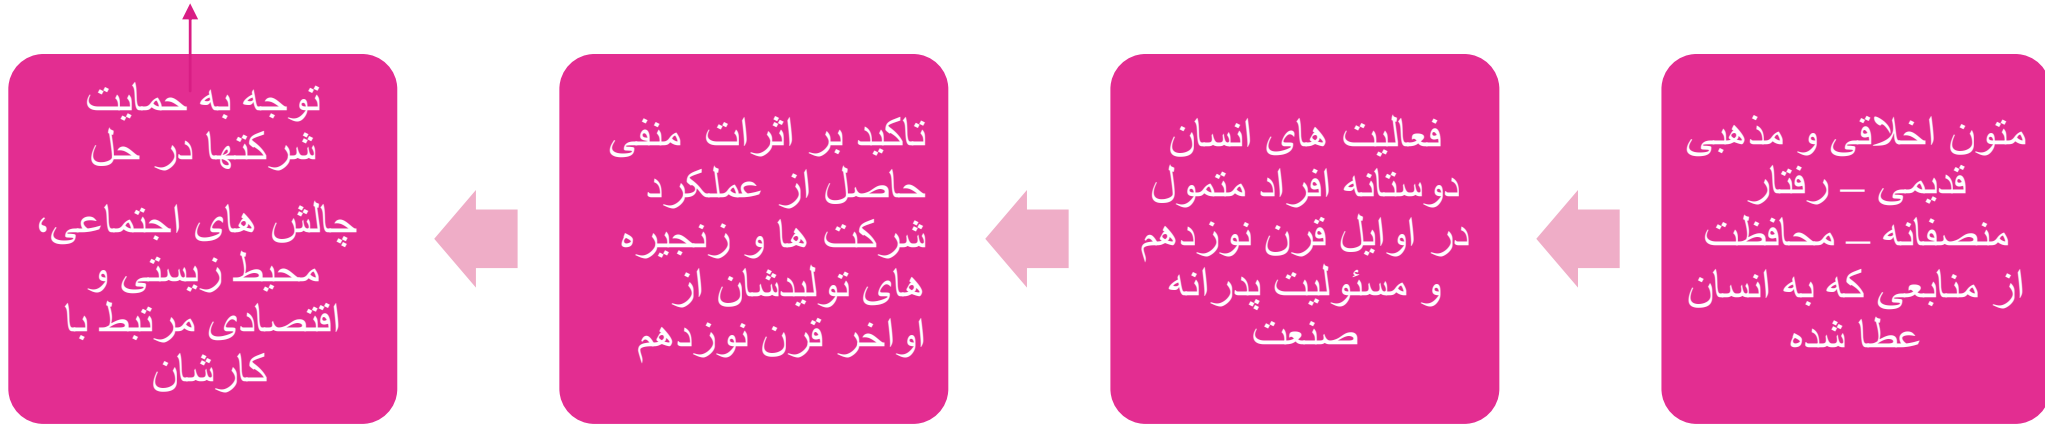 متون اخلاقی و مذهبی
قدیمی – رفتار
منصفانه – محافظت
از منابعی که به انسان
عطا شده
فعالیت های انسان
دوستانه افراد متمول
در اوایل قرن نوزدهم
و مسئولیت پدرانه
صنعت
تاکید بر اثرات منفی
حاصل از عملکرد
شرکت ها و زنجیره
های تولیدشان از
اواخر قرن نوزدهم
توجه به حمایت
شرکتها در حل
چالش های اجتماعی،
محیط زیستی و
اقتصادی مرتبط با
کارشان